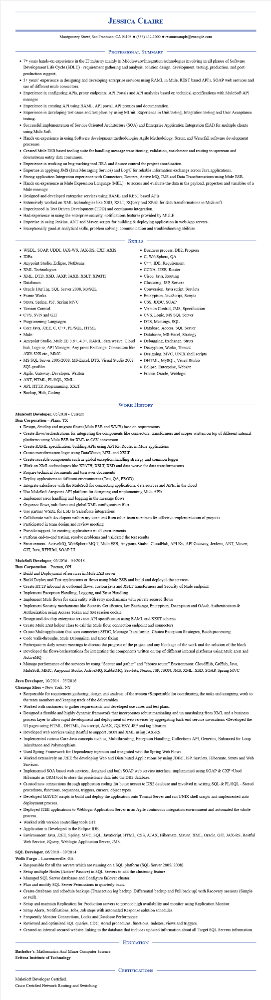 Jessica Claire
Montgomery Street, San Francisco, CA 94105 ◆ (555) 432-1000 ◆ resumesample@example.com
Professional Summary
• 7+ years hands-on experience in the IT industry mainly in Middleware/Integration technologies involving in all phases of Software
Development Life Cycle (SDLC) - requirement gathering and analysis, solution design, development, testing, production, and post-
production support,
• 3+ years’ experience in designing and developing enterprise services using RAML in Mule, REST based API's, SOAP web services and
use of different mule connectors.
• Experience in configuring APIs, proxy endpoints, API Portals and API analytics based on technical specifications with MuleSoft API
manager.
• Experience in creating API using RAML, API portal, API proxies and documentation.
• Experience in developing test cases and test plans by using MUnit. Experience in Unit testing, Integration testing and User Acceptance
testing.
• Successful implementation of Service Oriented Architecture (SOA) and Enterprise Application Integration (EAI) for multiple clients
using Mule Soft.
• Hands on experience in using Software development methodologies Agile Methodology, Scrum and Waterfall software development
processes
• Created Mule ESB based tooling suite for handling message transitioning, validation, enrichment and routing to upstream and
downstream entity data consumers.
• Experience in working on bug tracking tool JIRA and Source control for project coordination.
• Expertise in applying JMS (Java Messaging Service) and Log4J for reliable information exchange across Java applications.
• Strong application Integration experience with Connectors, Routers, Active MQ, JMS and Data Transformations using Mule ESB.
• Hands on experience in Mule Expression Language (MEL) - to access and evaluate the data in the payload, properties and variables of a
Mule message.
• Designed and developed enterprise services using RAML and REST based APIs.
• Extensively worked on XML technologies like XSD, XSLT, XQuery and XPath for data transformations in Mule soft.
• Experienced in Test Driven Development (TDD) and continuous integration.
• Had experience in using the enterprise security, notifications features provided by MULE.
• Expertise in using Jenkins, ANT and Maven scripts for building & deploying application in web/App servers.
• Exceptionally good at analytical skills, problem solving, communication and troubleshooting abilities.
Skills
• WSDL, SOAP, UDDI, JAX-WS, JAX-RS, CXF, AXIS
• IDEs:
• Anypoint Studio, Eclipse, NetBeans.
• XML Technologies:
• XML, DTD, XSD, JAXP, JAXB, XSLT, XPATH
• Databases:
• Oracle 10g/11g, SQL Server 2008, MySQL
• Frame Works:
• Struts, Spring, JSF, Spring MVC
• Version Control:
• CVS, SVN and GIT
• Programming Languages
• Core Java, J2EE, C, C++, PL/SQL, HTML
• Mule:
• Anypoint Studio, Mule EE 3.6+, 4.0+, RAML, data weave, Cloud
hub, Logz.io, API Manager, Any point Exchange, Connectors like
AWS SNS etc., MMC.
• MS SQL Server 2005/2008, MS-Excel, DTS, Visual Studio 2008,
SQL profiler.
• Agile, Gateway, Developer, Written
• ANT, HTML, PL/SQL, XML
• API, HTTP, Programming, XSLT
• Backup, Hub, Coding
• Business process, DB2, Progress
• C, WebSphere, QA
• C++, IDE, Requirement
• CCNA, J2EE, Router
• Cisco, Java, Routing
• Clustering, JSP, Servers
• Conversion, Java script, Servlets
• Encryption, JavaScript, Scripts
• CSS, JDBC, SOAP
• Version Control, JMS, Specification
• CVS, Logic, MS SQL Server
• DTS, Meetings, SQL
• Database, Access, SQL Server
• Databases, MS-Excel, Strategy
• Debugging, Exchange, Struts
• Decryption, Works, Tomcat
• Designing, MVC, UNIX shell scripts
• DHTML, MySQL, Visual Studio
• Eclipse, Enterprise, Website
• Frame, Oracle, Weblogic
Work History
MuleSoft Developer, 05/2018 - Current
Ibm Corporation – Plano, TX
• Design, develop and migrate flows (Mule ESB and WMB) base on requirements
• Create flows/orchestrations for integrating the components like connectors, transformers and scopes written on top of different internal
platforms using Mule ESB for XML to CSV conversion
• Create RAML specification, building APIs using API Kit Router in Mule applications
• Create transformation logic using DataWeave, MEL and XSLT
• Create reusable components such as global exception handling strategy and common logger
• Work on XML technologies like XPATH, XSLT, XSD and data weave for data transformations
• Prepare technical documents and turn over documents
• Deploy applications to different environments (Test, QA, PROD)
• Integrate salesforce with the MuleSoft for connecting applications, data sources and APIs, in the cloud
• Use MuleSoft Anypoint API platform for designing and implementing Mule APIs
• Implement error handling and logging in the message flows
• Organize flows, sub flows and global XML configuration files
• Use partner WSDL for ESB to Salesforce integrations
• Collaborate with developers with in my team and from other team members for effective implementation of projects
• Participated in team design and review meeting
• Provide support for existing applications in all environments
• Perform end-to-end testing, resolve problems and validated the test results
• Environment- ActiveMQ, WebSphere MQ 7, Mule ESB, Anypoint Studio, CloudHub, API Kit, API Gateway, Jenkins, ANT, Maven,
GIT, Java, RFHUtil, SOAP UI
MuleSoft Developer, 06/2016 - 04/2018
Ibm Corporation – Poznan, OH
• Build and Deployment of services in Mule ESB server
• Build Deploy and Test applications or flows using Mule ESB and build and deployed the services
• Create HTTP inbound & outbound flows, custom java and XSLT transformers and Security of Mule endpoint
• Implement Exception Handling, Logging, and Error Handling
• Implement Mule flows for each entity with retry mechanisms with private secured flows
• Implement Security mechanisms like Security Certificates, key Exchange, Encryption, Decryption and OAuth Authentication &
Authorization using Access Token and SM session cookie
• Design and develop enterprise services API specification using RAML and REST schema
• Create Mule ESB helper class to call the Mule flow, connection endpoint and connectors
• Create Mule application that uses connectors SFDC, Message Transformer, Choice Exception Strategies, Batch processing
• Code walk-throughs, Mule Debugging, and Error fixing
• Participate in daily scrum meetings to discuss the progress of the project and any blockage of the work and the solution of the block
• Developed the flows/orchestrations for integrating the components written on top of different internal platforms using Mule ESB and
ActiveMQ
• Manage performance of the services by using “Scatter and gather” and “choice router” Environment: CloudHub, GitHub, Java,
MuleSoft, MMC, Anypoint Studio, ActiveMQ, RabbitMQ, Servlets, Nexus, JSP, JSON, JMS, XML, XSD, SOAP, Spring MVC
Java Developer, 10/2014 - 05/2016
Chenega Mios – New York, NY
• Responsible for requirement gathering, design and analysis of the system •Responsible for coordinating the tasks and assigning work to
the team members and keeping track of the deliverables.
• Worked with customers to gather requirements and developed use cases and test plans.
• Designed a flexible and highly dynamic framework that incorporates robust marshaling and un marshaling from XML and a business
process layer to allow rapid development and deployment of web services by aggregating back-end service invocations •Developed the
UI pages using HTML, DHTML, Java script, AJAX, JQUERY, JSP and tag libraries.
• Developed web services using Restful to support JSON and XML using JAX-RS.
• Implemented various Core Java concepts such as, Multithreading, Exception Handling, Collections API, Generics, Enhanced for Loop
Inheritance and Polymorphism.
• Used Spring Framework for Dependency injection and integrated with the Spring Web Flows.
• Worked extensively on J2EE for developing Web and Distributed Applications by using JDBC, JSP, Servlets, Hibernate, Struts and Web
Services.
• Implemented SOA based web services, designed and built SOAP web service interface, implemented using SOAP & CXF •Used
Hibernate as ORM tool to store the persistence data into the DB2 database.
• Created new connections through application coding for better access to DB2 database and involved in writing SQL & PL/SQL - Stored
procedures, functions, sequences, triggers, cursors, object types.
• Developed MAVEN scripts to build and deploy the application onto Tomcat Server and ran UNIX shell scripts and implemented auto
deployment process.
• Deployed J2EE applications to Weblogic Application Server in an Agile continuous integration environment and automated the whole
process.
• Worked with version controlling tools GIT.
• Application is Developed in the Eclipse IDE.
• Environment: Java, J2EE, Spring, MVC, SQL, JavaScript, HTML, CSS, AJAX, Hibernate, Maven, XML, Oracle, GIT, JAX-RS, Restful
Web Service, JQuery, Weblogic Application Server, JMS.
SQL Developer, 06/2010 - 09/2014
Wells Fargo – Lawrenceville, GA
• Responsible for all the servers which are running on a SQL platform (SQL Server 2005/ 2008).
• Setup multiple Nodes (Active/ Passive) in SQL Servers to add the clustering feature.
• Managed SQL Server databases and Configure failover cluster.
• Plan and modify SQL Server Permissions in quarterly basis.
• Create databases and schedule backups (Transaction log backup, Differential backup and Full back up) with Recovery sessions (Simple
or Full).
• Setup and maintain Replication for Production servers to provide high availability and monitor using Replication Monitor.
• Setup Alerts, Notifications, Jobs, Job steps with automated Response solution schedules.
• Frequently Monitor Connections, Locks and Database Performance.
• Reviewed and optimized SQL queries, CDC, stored procedures, functions, Indexes, views and triggers.
• Created an internal secured website linking to the database that includes updated information about all Target SQL Servers information
Education
Bachelor’s: Mathematics And Minor Computer Science
Eritrea Institute of Technology
Certifications
MuleSoft Developer Certified.
Cisco Certified Network Routing and Switching